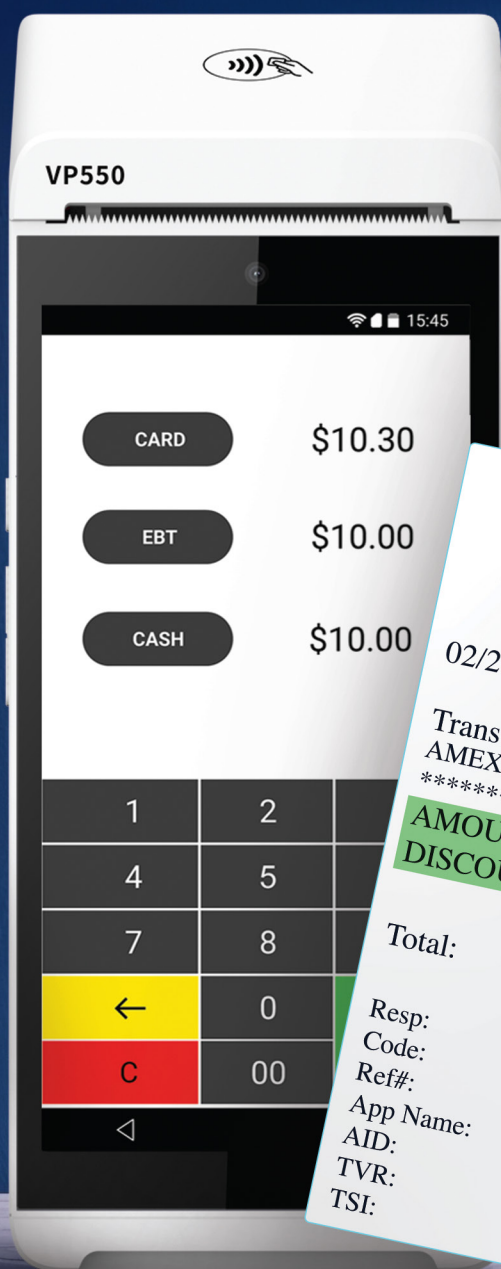 VP550
15:45
CARD $10.30
EBT $10.00
CASH $10.00
1 2
4 5
7 8
← 0
C 00
02/2
Trans
AMEX
*******
AMOU
DISCOU
Total:
Resp:
Code:
Ref#:
App Name:
AID:
TVR:
TSI: